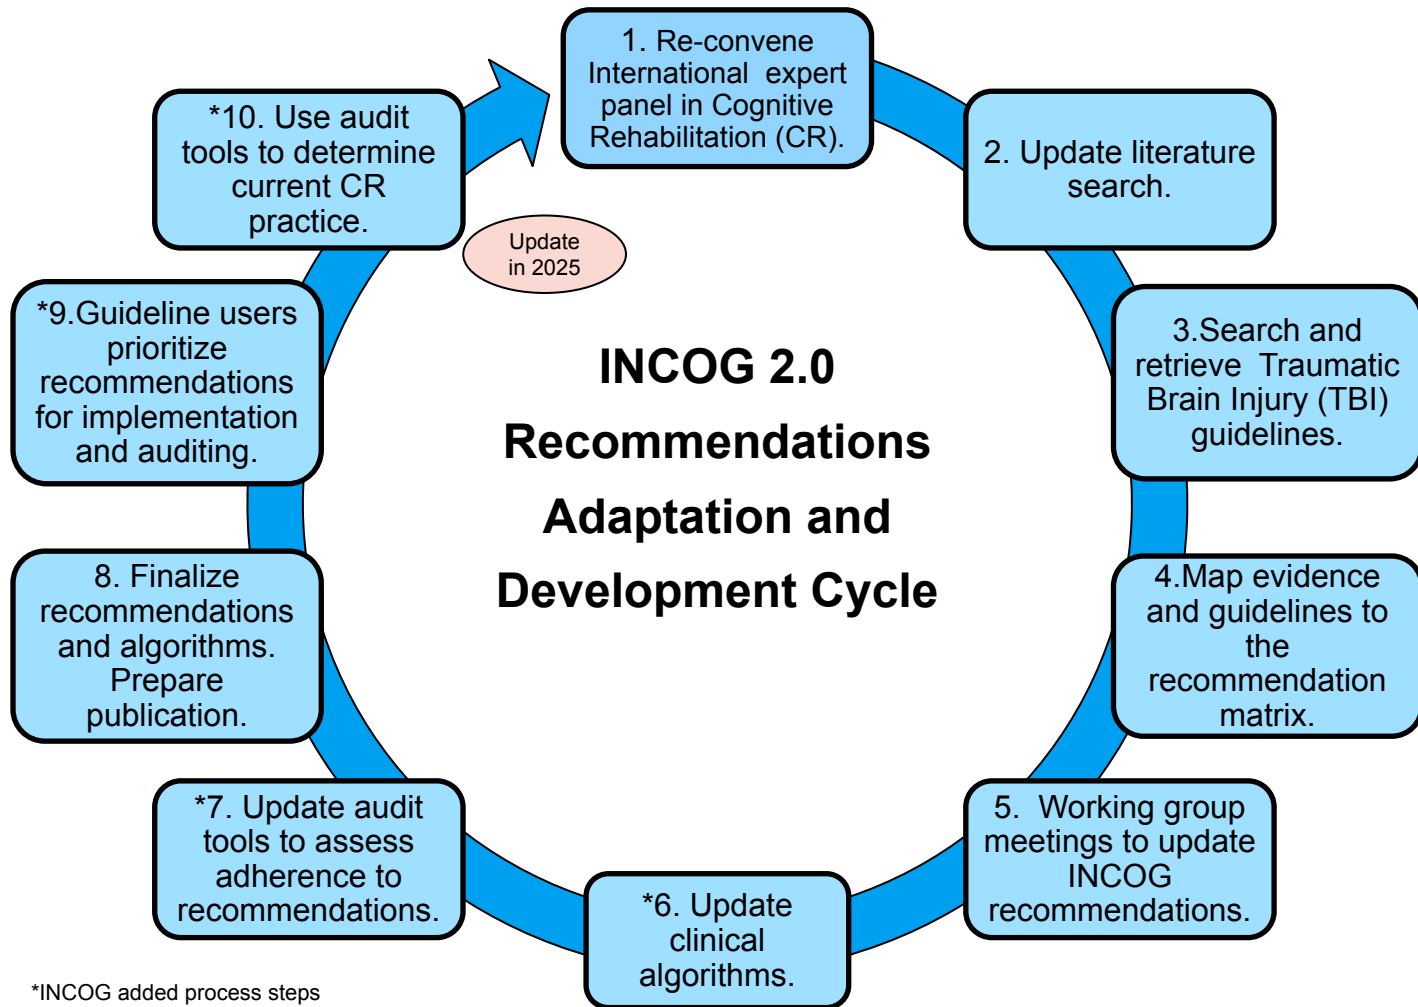 1. Re-convene
International expert
panel in Cognitive
Rehabilitation (CR).
2. Update literature
search.
3.Search and
retrieve Traumatic
Brain Injury (TBI)
guidelines.
4.Map evidence
and guidelines to
the
recommendation
matrix.
5. Working group
meetings to update
INCOG
recommendations.
*6. Update
clinical
algorithms.
*7. Update audit
tools to assess
adherence to
recommendations.
8. Finalize
recommendations
and algorithms.
Prepare
publication.
*9.Guideline users
prioritize
recommendations
for implementation
and auditing.
*10. Use audit
tools to determine
current CR
practice.
Update
in 2025
INCOG 2.0
Recommendations
Adaptation and
Development Cycle
*INCOG added process steps